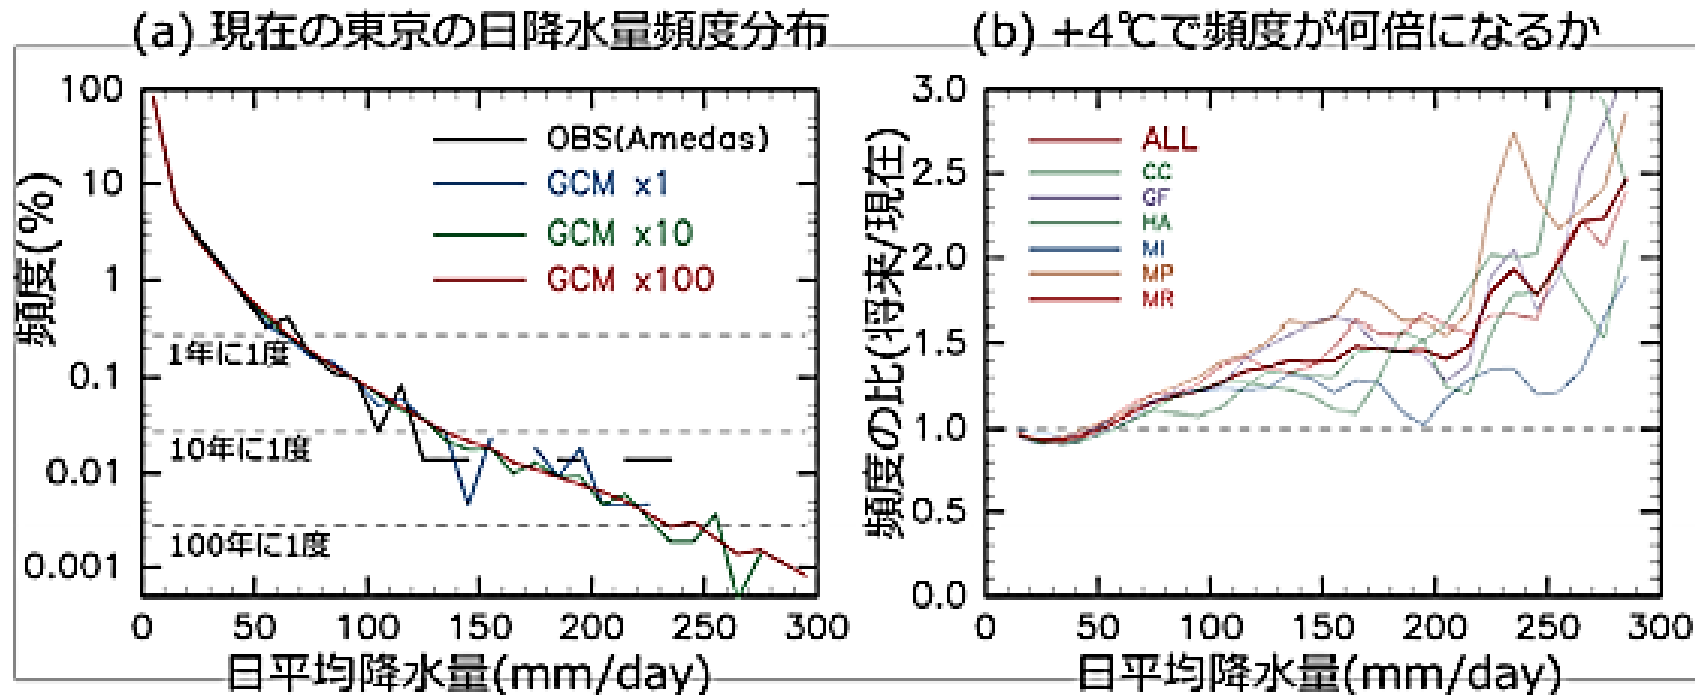 (a) 現在の東京の日降水量頻度分布
頻度(%)
100
10
1
0.1
0.01
0.001
OBS(Amedas)
GCM x1
GCM x10
GCM x100
1年に1度
10年に1度
100年に1度
0 50 100 150 200 250 300
日平均降水量(mm/day)
(b) +4℃で頻度が何倍になるか
頻度の比(将来/現在)
3.0
2.5
2.0
1.5
1.0
0.5
0.0
ALL
CC
GF
HA
MI
MP
MR
0 50 100 150 200 250 300
日平均降水量(mm/day)